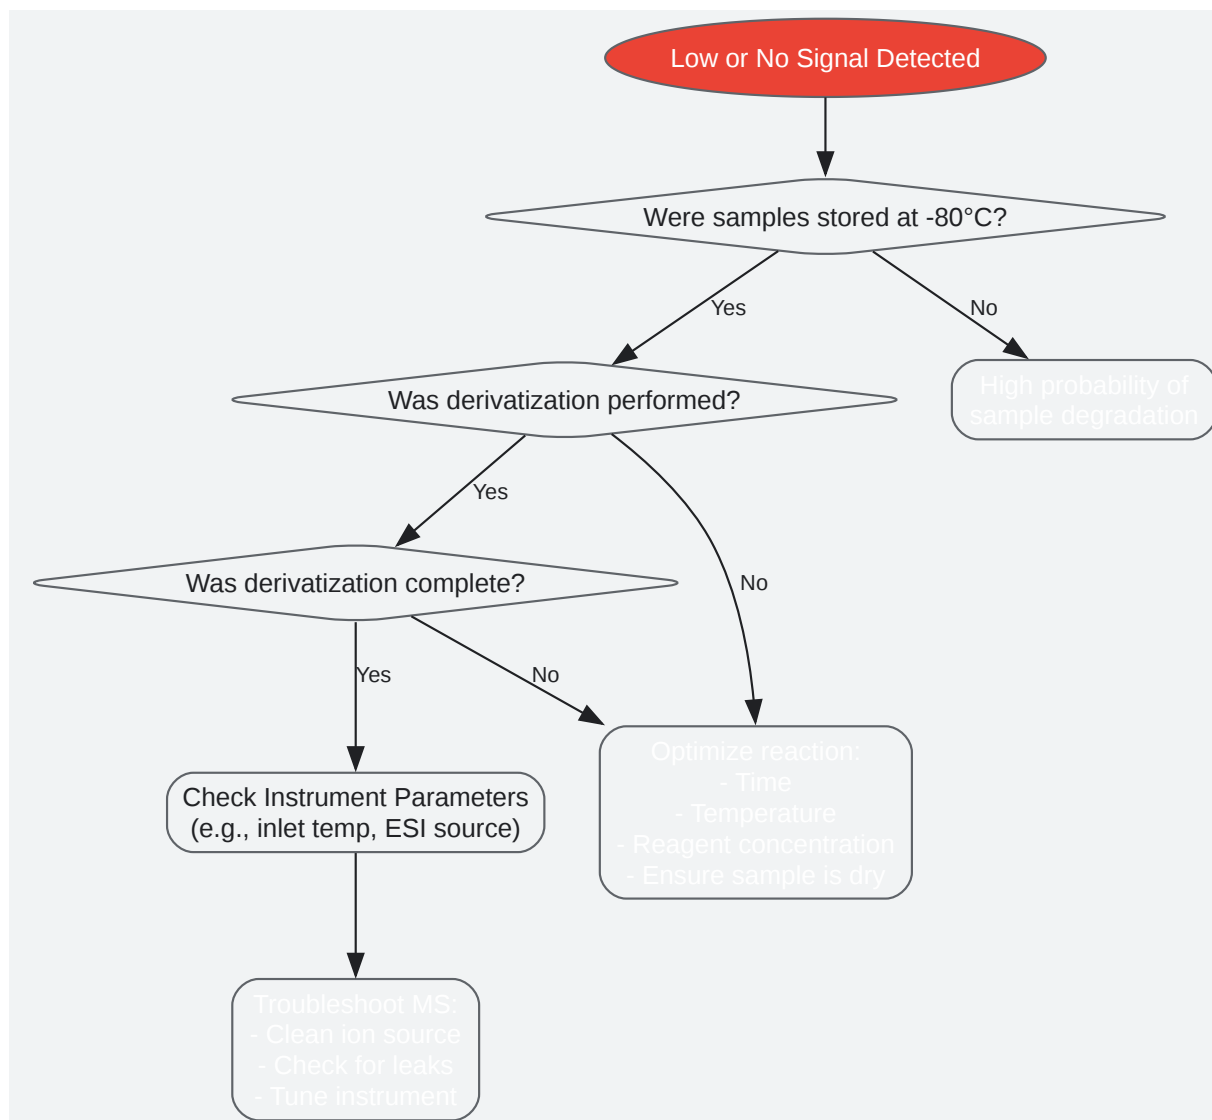 Low or No Signal Detected
Were samples stored at -80°C?
Yes
No
Was derivatization performed?
High probability of
sample degradation
Yes
No
Was derivatization complete?
Yes
No
Check Instrument Parameters
(e.g., inlet temp, ESI source)
Optimize reaction:
- Time
- Temperature
- Reagent concentration
- Ensure sample is dry
Troubleshoot MS:
- Clean ion source
- Check for leaks
- Tune instrument